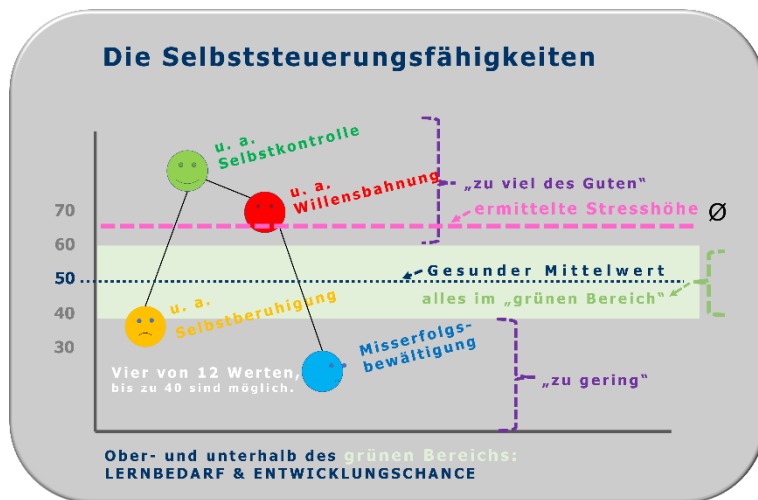 Die Selbststeuerungsfähigkeiten
u. a.
Selbstkontrolle
u. a.
Willensbahnung
„zu viel des Guten“
70
ermittelte Stresshöhe Ø
60
50
Gesunder Mittelwert
alles im „grünen Bereich“
40
u. a.
Selbstberuhigung
30
Misserfolgs-
bewältigung
Vier von 12 Werten,
bis zu 40 sind möglich.
„zu gering“
Ober- und unterhalb des grünen Bereichs:
LERNBEDARF & ENTWICKLUNGSCHANCE